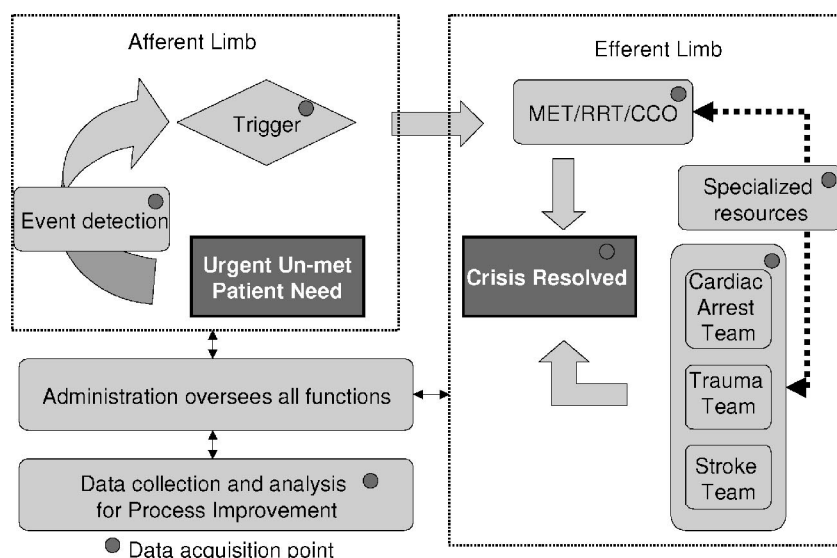 Afferent Limb
Trigger
Event detection
Urgent Un-met
Patient Need
Efferent Limb
MET/RRT/CCO
Specialized
resources
Crisis Resolved
Cardiac
Arrest
Team
Trauma
Team
Stroke
Team
Administration oversees all functions
Data collection and analysis
for Process Improvement
Data acquisition point